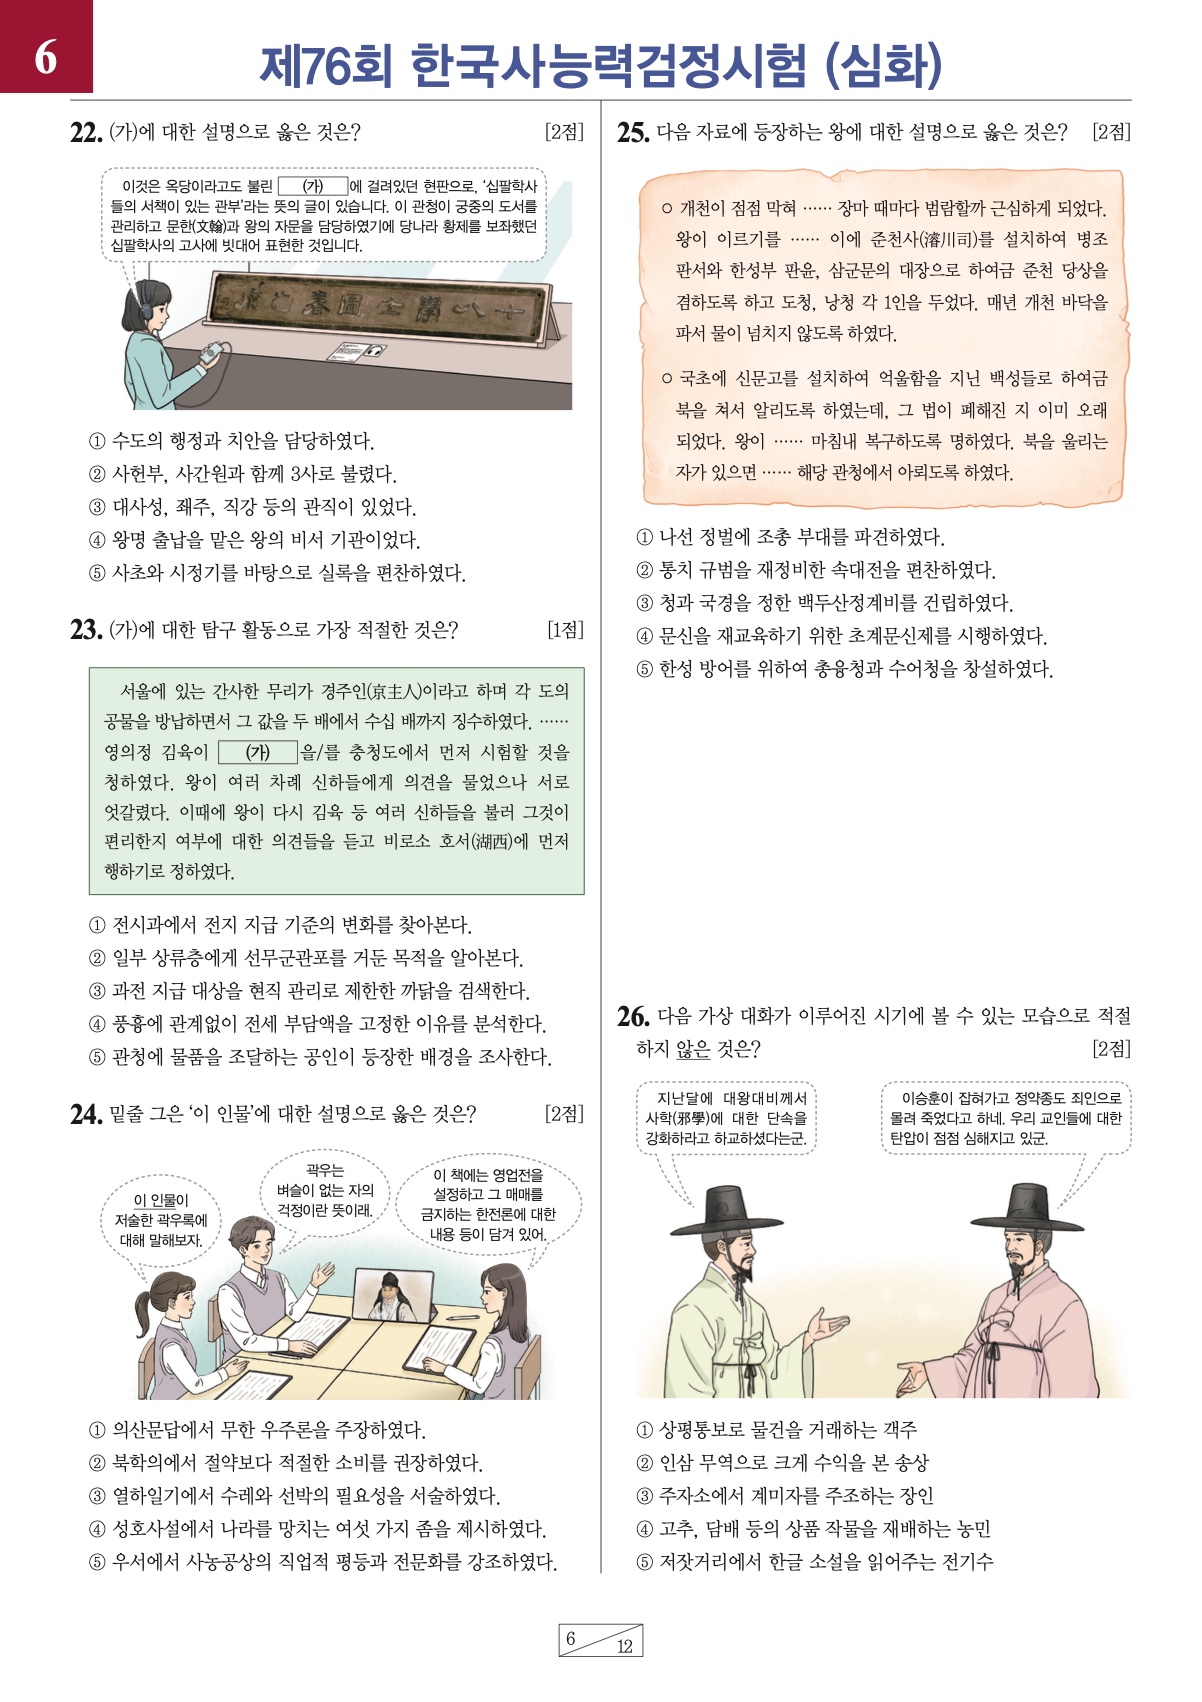 6
제76회 한국사능력검정시험 (심화)
22. (가)에 대한 설명으로 옳은 것은? [2점]
이것은 옥당이라고도 불린 (가) 에 걸려있던 현판으로, ‘십팔학사
들의 서책이 있는 관부’라는 뜻의 글이 있습니다. 이 관청이 궁중의 도서를
관리하고 문한(文翰)과 왕의 자문을 담당하였기에 당나라 황제를 보좌했던
십팔학사의 고사에 빗대어 표현한 것입니다.
① 수도의 행정과 치안을 담당하였다.
② 사헌부, 사간원과 함께 3사로 불렸다.
③ 대사성, 좨주, 직강 등의 관직이 있었다.
④ 왕명 출납을 맡은 왕의 비서 기관이었다.
⑤ 사초와 시정기를 바탕으로 실록을 편찬하였다.
23. (가)에 대한 탐구 활동으로 가장 적절한 것은? [1점]
서울에 있는 간사한 무리가 경주인(京主人)이라고 하며 각 도의
공물을 방납하면서 그 값을 두 배에서 수십 배까지 징수하였다. ……
영의정 김육이 (가) 을/를 충청도에서 먼저 시험할 것을
청하였다. 왕이 여러 차례 신하들에게 의견을 물었으나 서로
엇갈렸다. 이때에 왕이 다시 김육 등 여러 신하들을 불러 그것이
편리한지 여부에 대한 의견들을 듣고 비로소 호서(湖西)에 먼저
행하기로 정하였다.
① 전시과에서 전지 지급 기준의 변화를 찾아본다.
② 일부 상류층에게 선무군관포를 거둔 목적을 알아본다.
③ 과전 지급 대상을 현직 관리로 제한한 까닭을 검색한다.
④ 풍흉에 관계없이 전세 부담액을 고정한 이유를 분석한다.
⑤ 관청에 물품을 조달하는 공인이 등장한 배경을 조사한다.
24. 밑줄 그은 ‘이 인물’에 대한 설명으로 옳은 것은? [2점]
이 인물이
저술한 곽우록에
대해 말해보자.
곽우는
벼슬이 없는 자의
걱정이란 뜻이래.
이 책에는 영업전을
설정하고 그 매매를
금지하는 한전론에 대한
내용 등이 담겨 있어.
① 의산문답에서 무한 우주론을 주장하였다.
② 북학의에서 절약보다 적절한 소비를 권장하였다.
③ 열하일기에서 수레와 선박의 필요성을 서술하였다.
④ 성호사설에서 나라를 망치는 여섯 가지 좀을 제시하였다.
⑤ 우서에서 사농공상의 직업적 평등과 전문화를 강조하였다.
25. 다음 자료에 등장하는 왕에 대한 설명으로 옳은 것은? [2점]
○ 개천이 점점 막혀 …… 장마 때마다 범람할까 근심하게 되었다.
왕이 이르기를 …… 이에 준천사(濬川司)를 설치하여 병조
판서와 한성부 판윤, 삼군문의 대장으로 하여금 준천 당상을
겸하도록 하고 도청, 낭청 각 1인을 두었다. 매년 개천 바닥을
파서 물이 넘치지 않도록 하였다.
○ 국초에 신문고를 설치하여 억울함을 지닌 백성들로 하여금
북을 쳐서 알리도록 하였는데, 그 법이 폐해진 지 이미 오래
되었다. 왕이 …… 마침내 복구하도록 명하였다. 북을 울리는
자가 있으면 …… 해당 관청에서 아뢰도록 하였다.
① 나선 정벌에 조총 부대를 파견하였다.
② 통치 규범을 재정비한 속대전을 편찬하였다.
③ 청과 국경을 정한 백두산정계비를 건립하였다.
④ 문신을 재교육하기 위한 초계문신제를 시행하였다.
⑤ 한성 방어를 위하여 총융청과 수어청을 창설하였다.
26. 다음 가상 대화가 이루어진 시기에 볼 수 있는 모습으로 적절
하지 않은 것은? [2점]
지난달에 대왕대비께서
사학(邪學)에 대한 단속을
강화하라고 하교하셨다는군.
이승훈이 잡혀가고 정약종도 죄인으로
몰려 죽었다고 하네. 우리 교인들에 대한
탄압이 점점 심해지고 있군.
① 상평통보로 물건을 거래하는 객주
② 인삼 무역으로 크게 수익을 본 송상
③ 주자소에서 계미자를 주조하는 장인
④ 고추, 담배 등의 상품 작물을 재배하는 농민
⑤ 저잣거리에서 한글 소설을 읽어주는 전기수
6
12